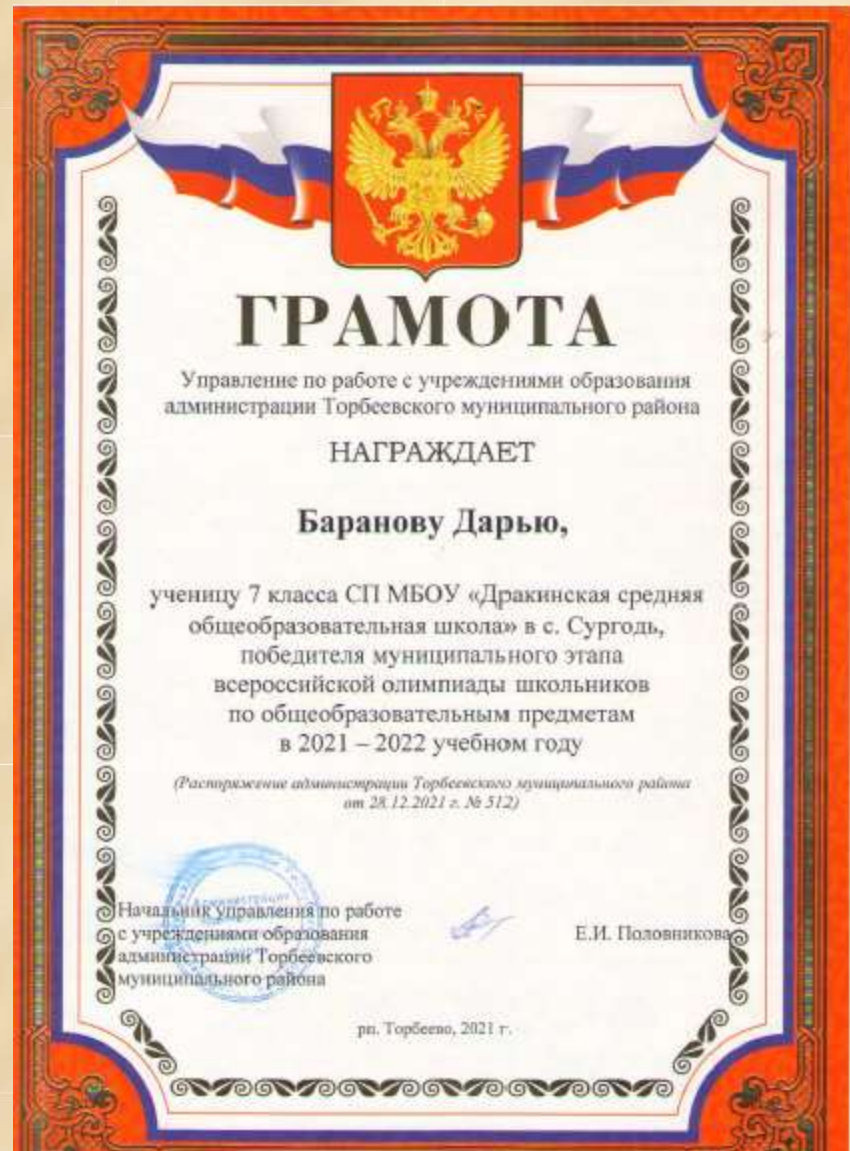 ГРАМОТА
Управление по работе с учреждениями образования
администрации Торбеевского муниципального района
НАГРАЖДАЕТ
Баранову Дарью,
ученицу 7 класса СП МБОУ «Дракинская средняя
общеобразовательная школа» в с. Сургодь,
победителя муниципального этапа
всероссийской олимпиады школьников
по общеобразовательным предметам
в 2021 – 2022 учебном году
(Распоряжение администрации Торбеевского муниципального района
от 28.12.2021 г. № 512)
Начальник управления по работе
с учреждениями образования
администрации Торбеевского
муниципального района
Е.И. Половникова
рп. Торбеево, 2021 г.